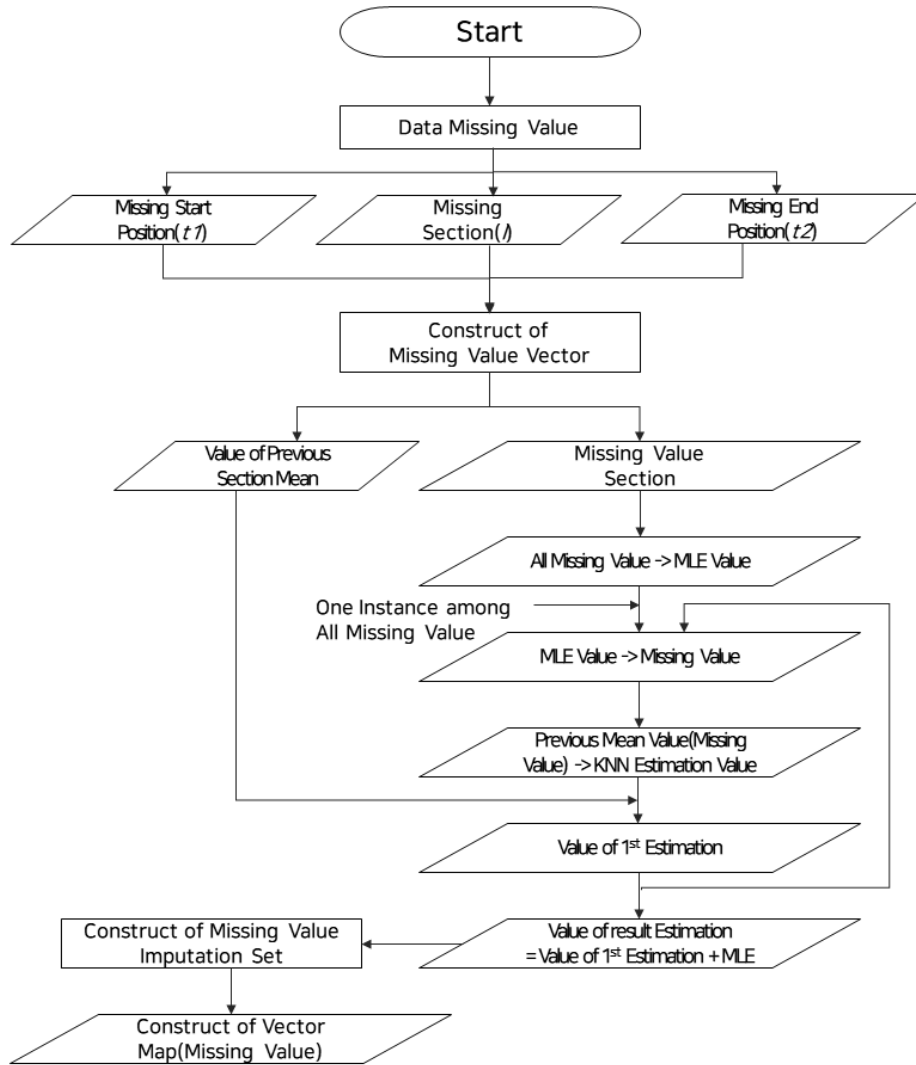 Start
Data Missing Value
Missing Start
Position(t1)
Missing
Section(l)
Missing End
Position(t2)
Construct of
Missing Value Vector
Value of Previous
Section Mean
Missing Value
Section
All Missing Value -> MLE Value
One Instance among
All Missing Value
MLE Value -> Missing Value
Previous Mean Value(Missing
Value) -> KNN Estimation Value
Value of 1st Estimation
Value of result Estimation
= Value of 1st Estimation + MLE
Construct of Missing Value
Imputation Set
Construct of Vector
Map(Missing Value)